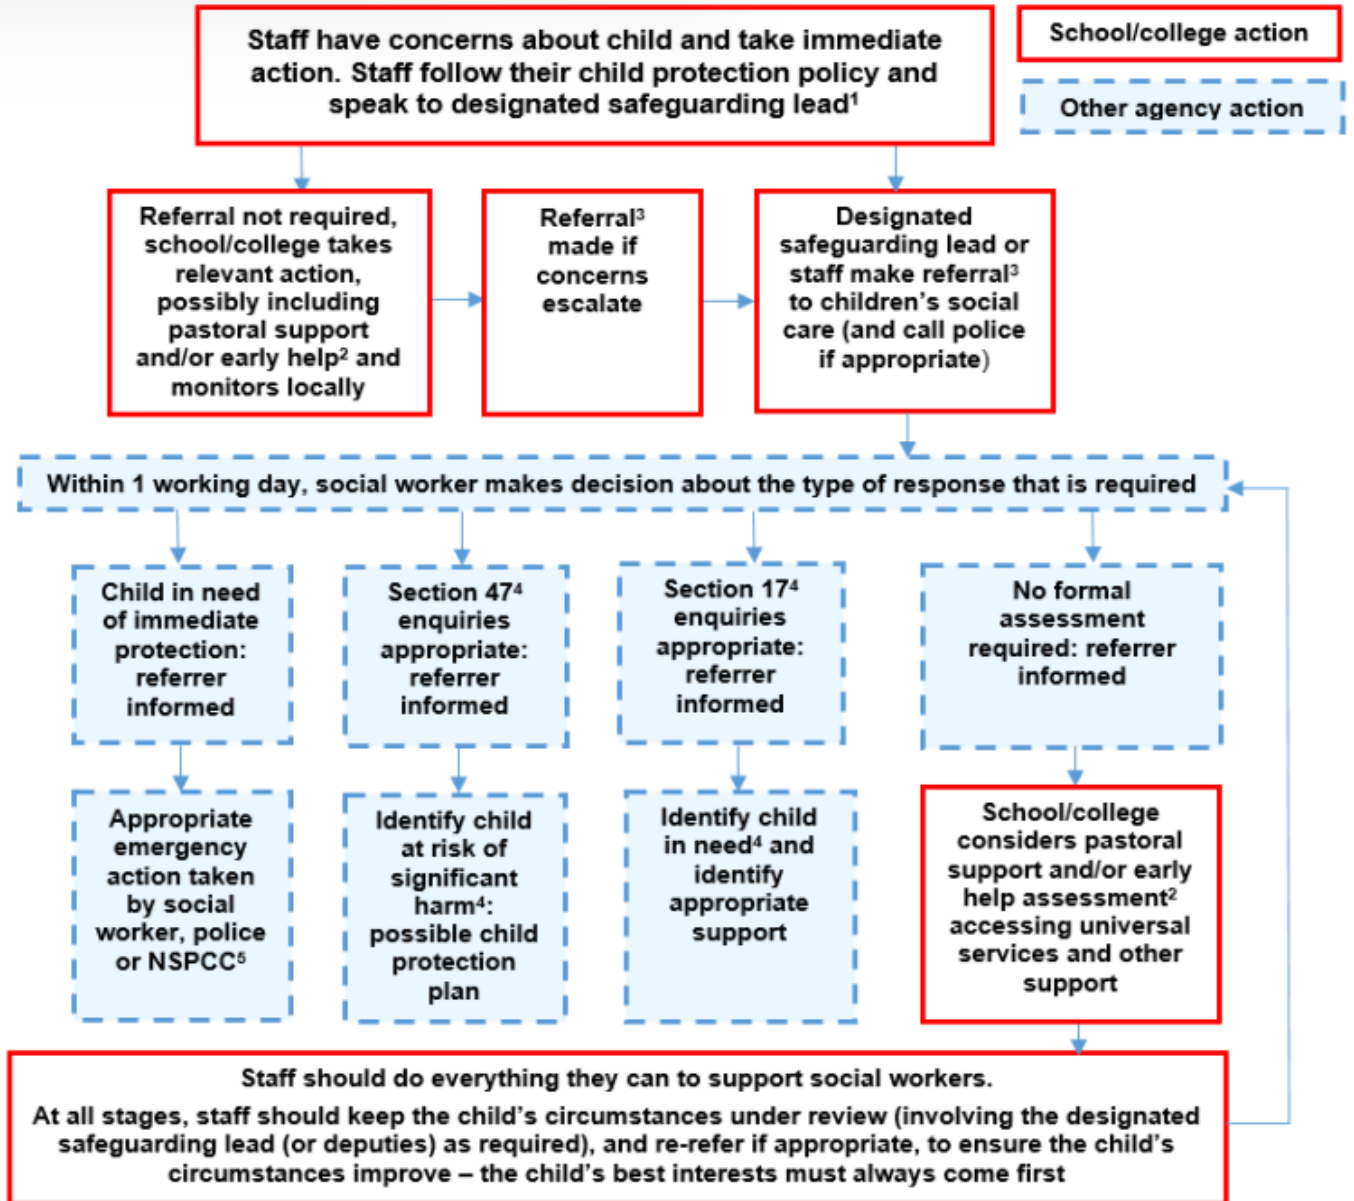 Staff have concerns about child and take immediate
action. Staff follow their child protection policy and
speak to designated safeguarding lead¹
School/college action
Other agency action
Referral not required,
school/college takes
relevant action,
possibly including
pastoral support
and/or early help² and
monitors locally
Referral³
made if
concerns
escalate
Designated
safeguarding lead or
staff make referral³
to children’s social
care (and call police
if appropriate)
Within 1 working day, social worker makes decision about the type of response that is required
Child in need
of immediate
protection:
referrer
informed
Section 47⁴
enquiries
appropriate:
referrer
informed
Section 17⁴
enquiries
appropriate:
referrer
informed
No formal
assessment
required: referrer
informed
Appropriate
emergency
action taken
by social
worker, police
or NSPCC⁵
Identify child
at risk of
significant
harm⁴:
possible child
protection
plan
Identify child
in need⁴ and
identify
appropriate
support
School/college
considers pastoral
support and/or early
help assessment²
accessing universal
services and other
support
Staff should do everything they can to support social workers.
At all stages, staff should keep the child’s circumstances under review (involving the designated
safeguarding lead (or deputies) as required), and re-refer if appropriate, to ensure the child’s
circumstances improve – the child’s best interests must always come first